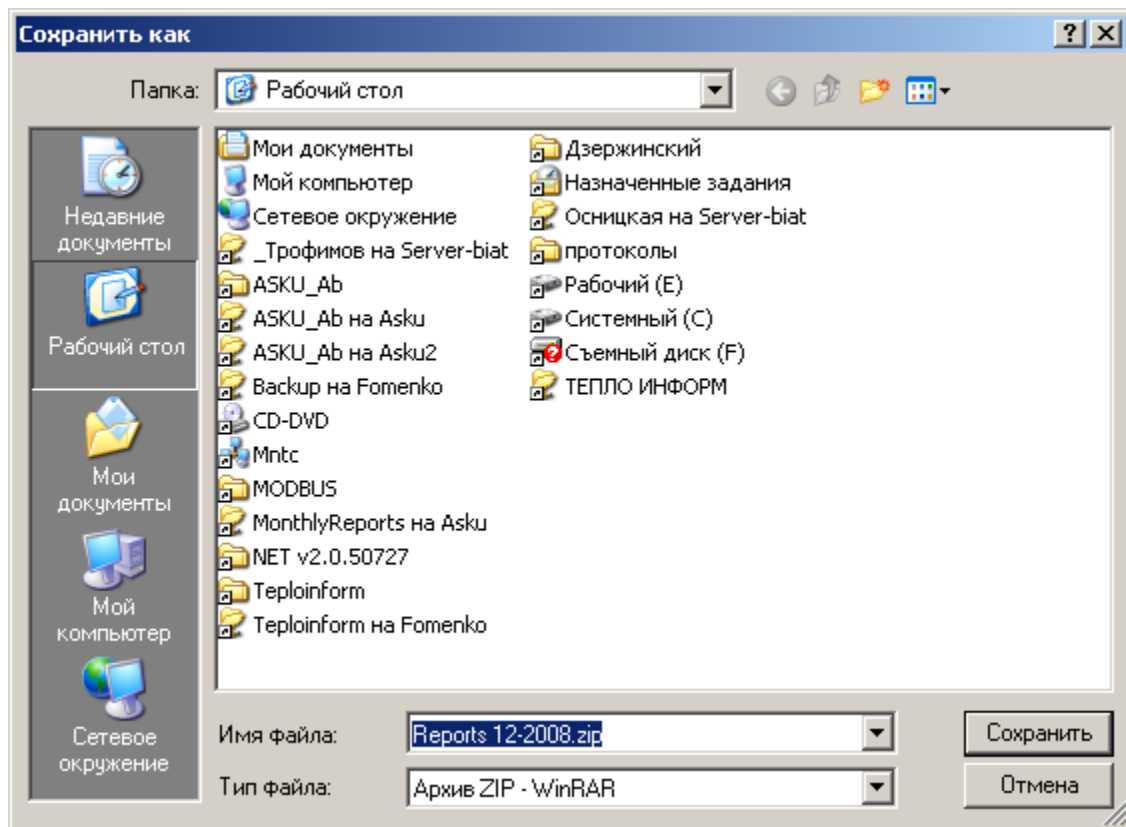 Сохранить как
Папка:
Рабочий стол
Недавние
документы
Рабочий стол
Мои
документы
Мой
компьютер
Сетевое
окружение
Мои документы
Мой компьютер
Сетевое окружение
_Трофимов на Server-biat
ASKU_Ab
ASKU_Ab на Asku
ASKU_Ab на Asku2
Backup на Fomenko
CD-DVD
Mntc
MODBUS
MonthlyReports на Asku
NET v2.0.50727
Teploinform
Teploinform на Fomenko
Дзержинский
Назначенные задания
Осницкая на Server-biat
протоколы
Рабочий (E)
Системный (C)
Съемный диск (F)
ТЕПЛО ИНФОРМ
Имя файла:
Reports 12-2008.zip
Сохранить
Тип файла:
Архив ZIP - WinRAR
Отмена